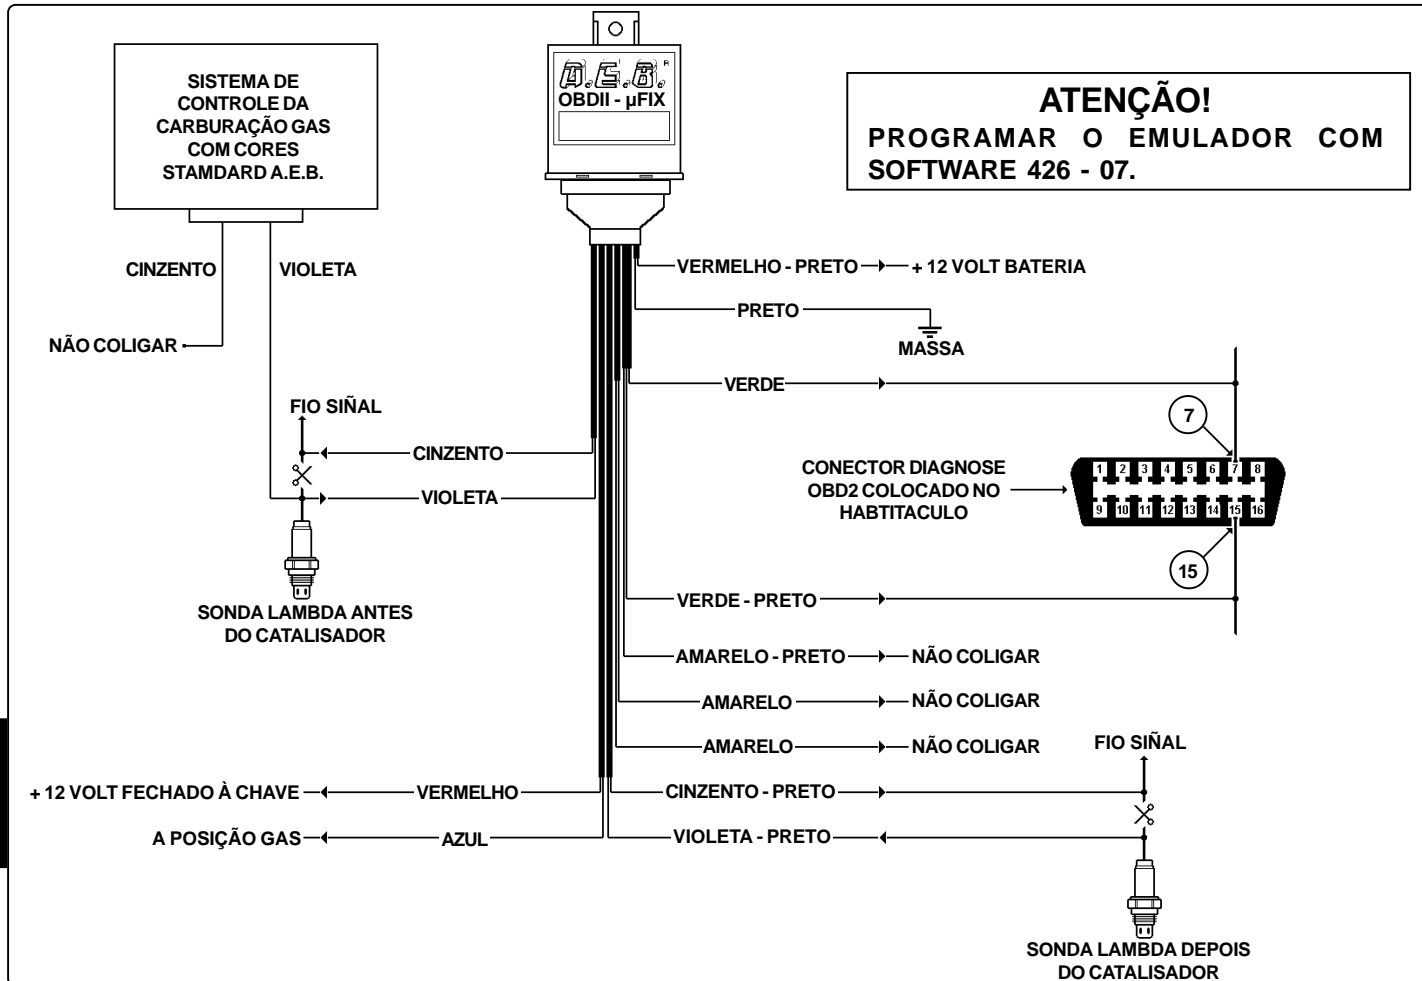 SISTEMA DE
CONTROLE DA
CARBURAÇÃO GAS
COM CORES
STAMDARD A.E.B.
A.E.B. R
OBDII - µFIX
ATENÇÃO!
PROGRAMAR O EMULADOR COM
SOFTWARE 426 - 07.
CINZENTO
VIOLETA
NÃO COLIGAR
VERMELHO - PRETO
+ 12 VOLT BATERIA
PRETO
MASSA
VERDE
FIO SIÑAL
CINZENTO
VIOLETA
SONDA LAMBDA ANTES
DO CATALISADOR
7
CONECTOR DIAGNOSE
OBD2 COLOCADO NO
HABTITACULO
1 2 3 4 5 6 7 8
9 10 11 12 13 14 15 16
15
VERDE - PRETO
AMARELO - PRETO
NÃO COLIGAR
AMARELO
NÃO COLIGAR
AMARELO
NÃO COLIGAR
FIO SIÑAL
+ 12 VOLT FECHADO À CHAVE
VERMELHO
CINZENTO - PRETO
A POSIÇÃO GAS
AZUL
VIOLETA - PRETO
SONDA LAMBDA DEPOIS
DO CATALISADOR